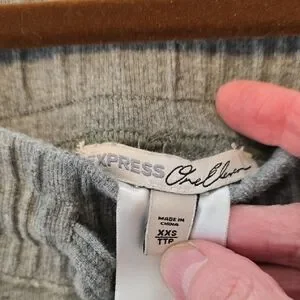 EXPRESS One Eleven
MADE IN
CHINA
XXS
TTP